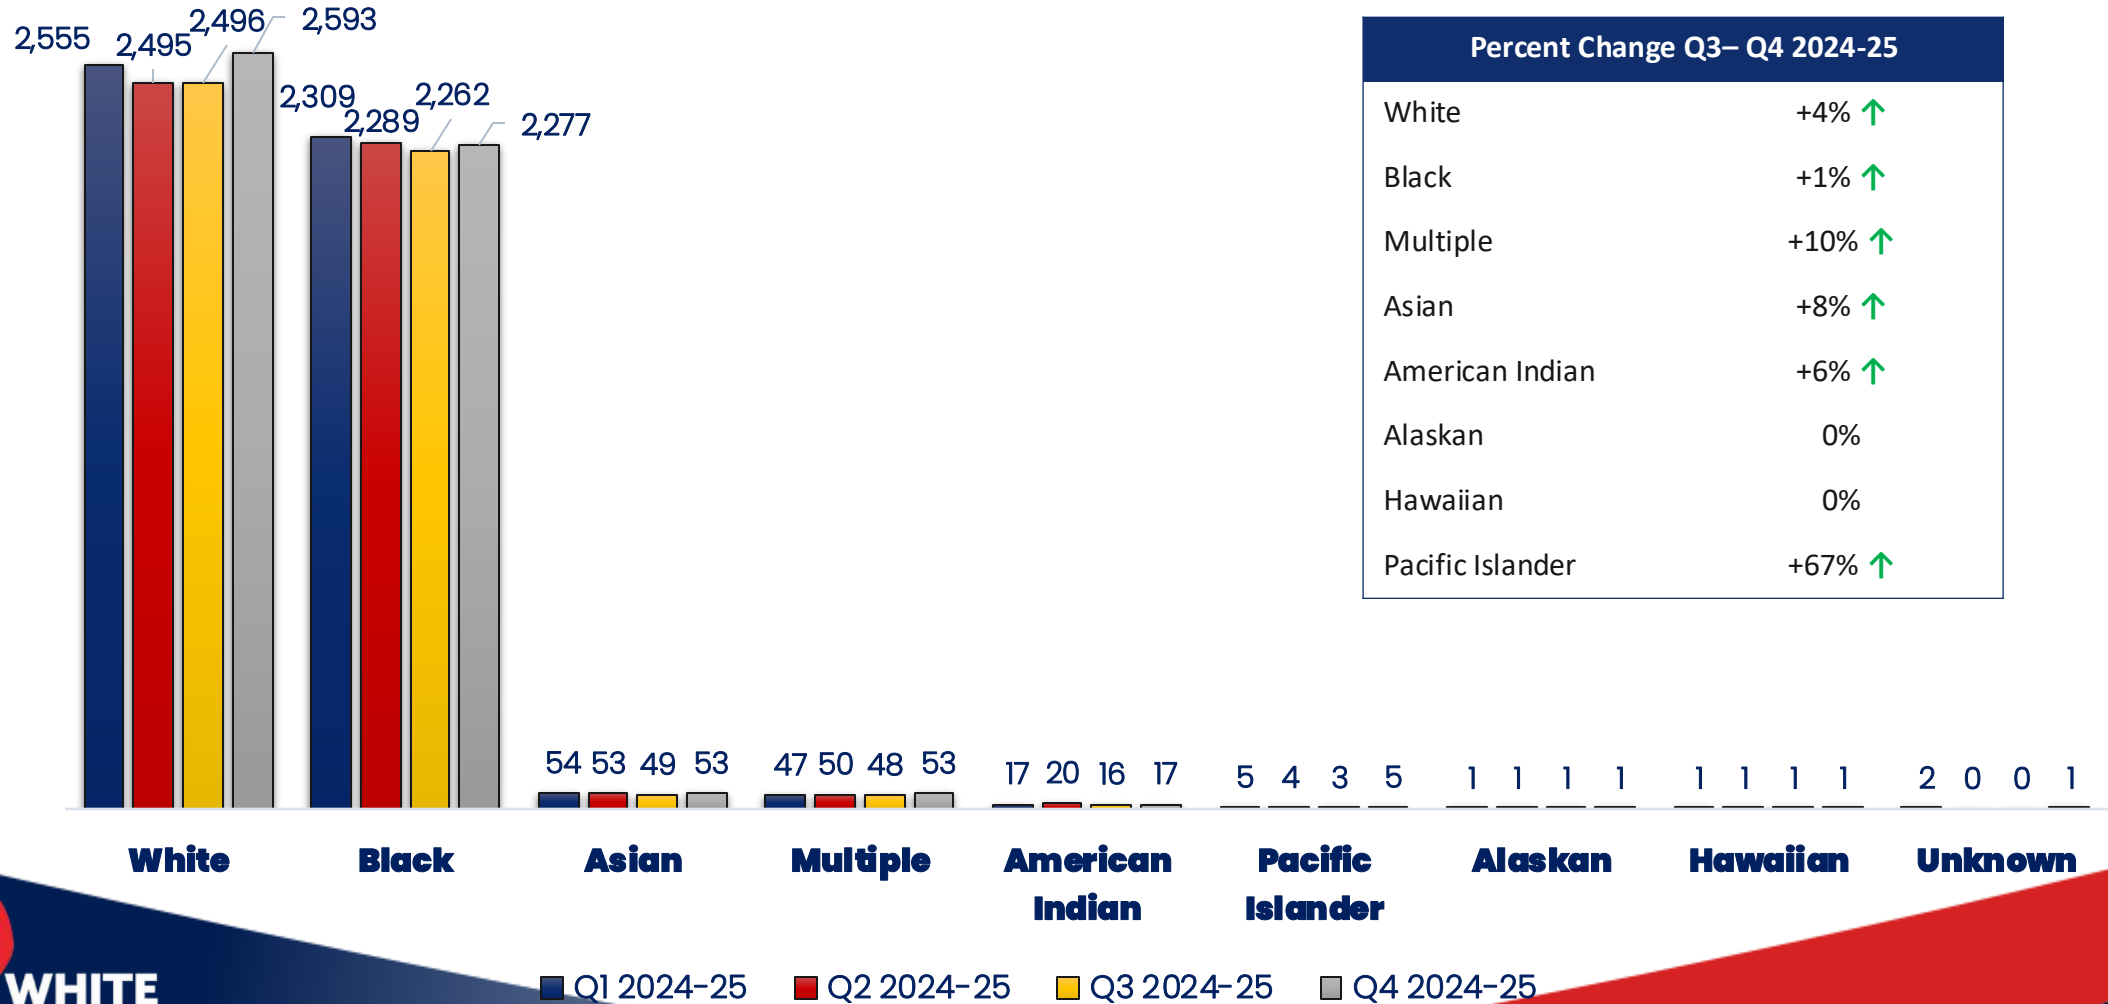 2,555 2,495 2,496 2,593
2,309 2,289 2,262 2,277
54 53 49 53
47 50 48 53
17 20 16 17
5 4 3 5
1 1 1 1
1 1 1 1
2 0 0 1
White Black Asian Multiple American Indian Pacific Islander Alaskan Hawaiian Unknown
Q1 2024-25 Q2 2024-25 Q3 2024-25 Q4 2024-25
Percent Change Q3– Q4 2024-25
White +4% ↑
Black +1% ↑
Multiple +10% ↑
Asian +8% ↑
American Indian +6% ↑
Alaskan 0%
Hawaiian 0%
Pacific Islander +67% ↑
WHITE